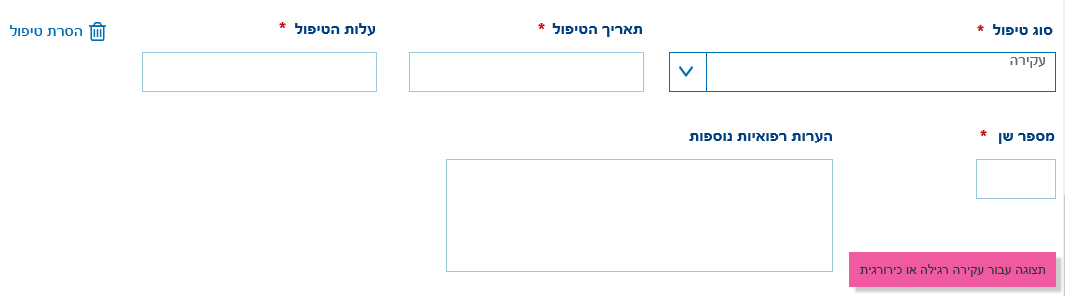 סוג טיפול *
תאריך הטיפול *
עלות הטיפול *
הסרת טיפול
עקירה
מספר שן *
הערות רפואיות נוספות
תצוגה עבור עקירה רגילה או כירורגית